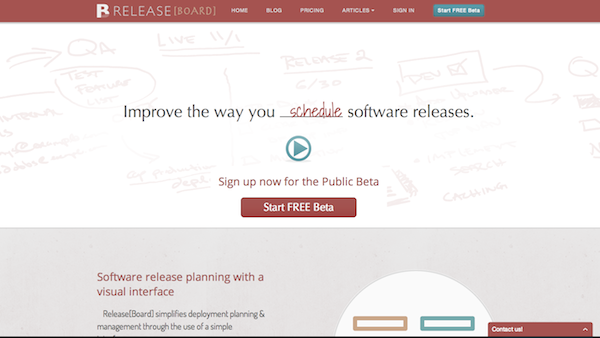 RELEASE[BOARD]
HOME BLOG PRICING ARTICLES SIGN IN Start FREE Beta
QA LIVE 11/1 RELEASE 2 DEV
TEST
FEATURE
LIST
6/30
Improve the way you schedule software releases.
SEARCH
CACHING
Sign up now for the Public Beta
Start FREE Beta
Software release planning with a
visual interface
Release[Board] simplifies deployment planning &
management through the use of a simple
Contact us!